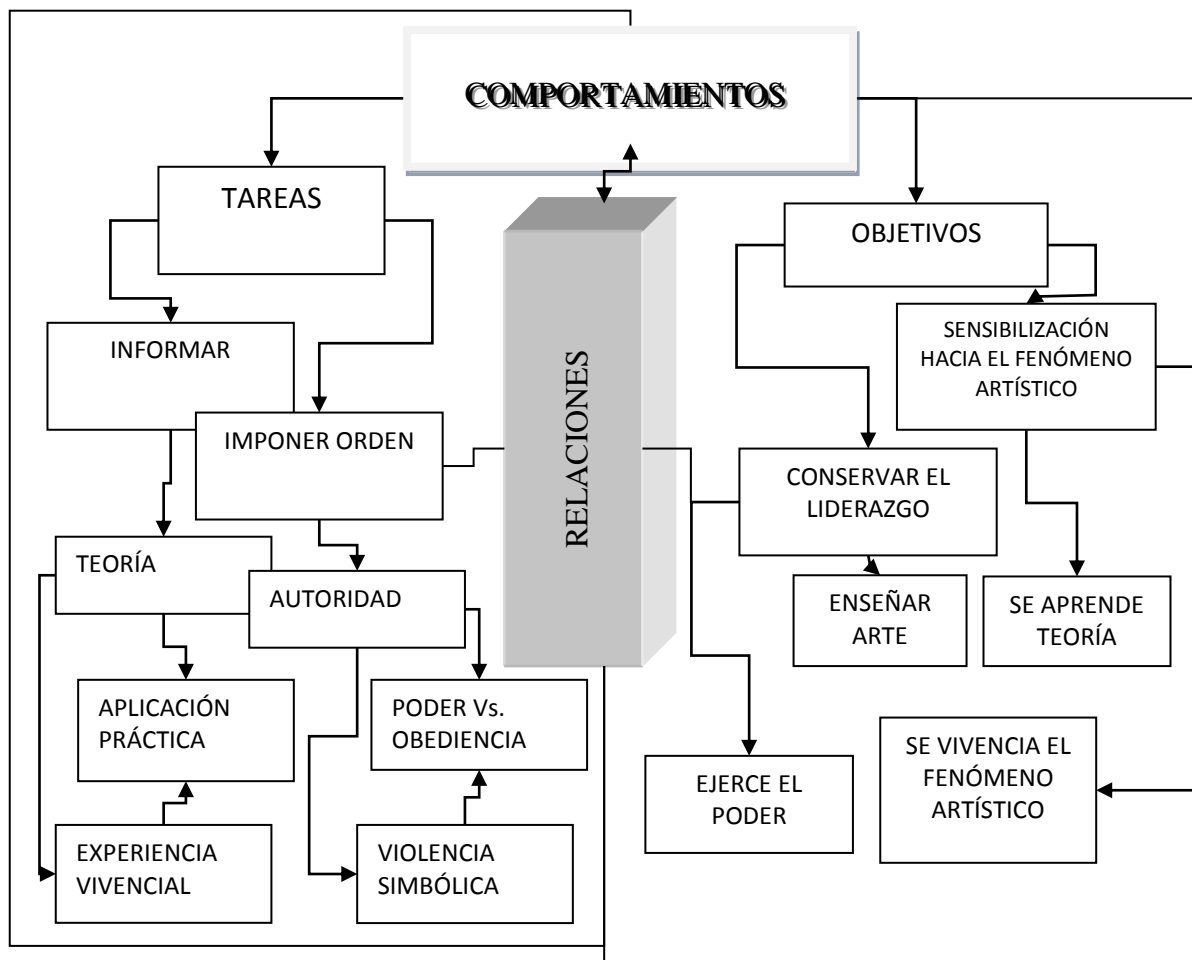 COMPORTAMIENTOS
TAREAS
OBJETIVOS
INFORMAR
SENSIBILIZACIÓN
HACIA EL FENÓMENO
ARTÍSTICO
IMPONER ORDEN
RELACIONES
CONSERVAR EL
LIDERAZGO
TEORÍA
AUTORIDAD
ENSEÑAR
ARTE
SE APRENDE
TEORÍA
APLICACIÓN
PRÁCTICA
PODER Vs.
OBEDIENCIA
EJERCE EL
PODER
SE VIVENCIA EL
FENÓMENO
ARTÍSTICO
EXPERIENCIA
VIVENCIAL
VIOLENCIA
SIMBÓLICA